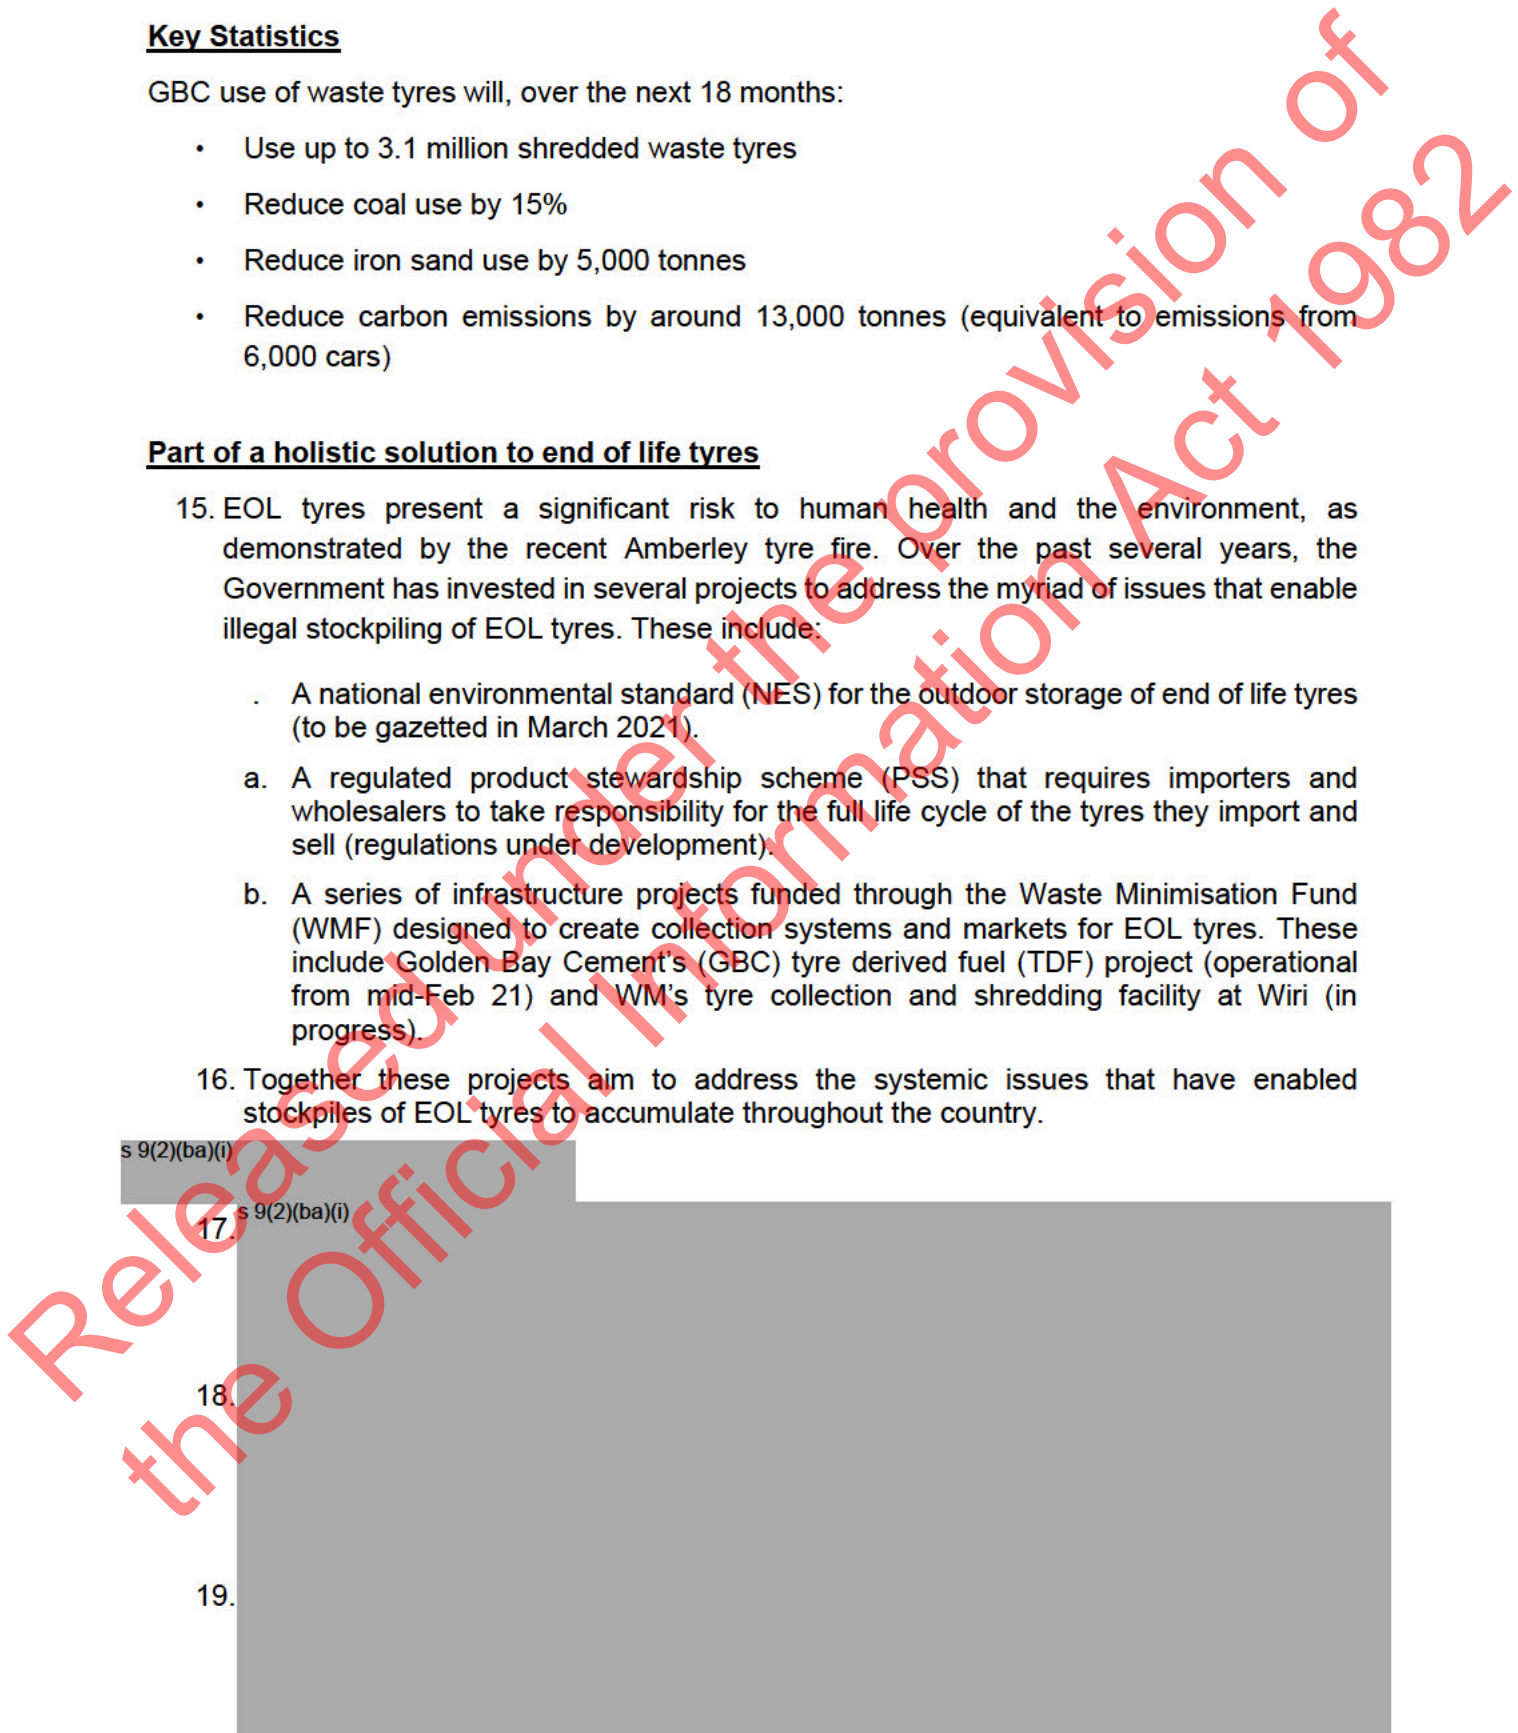 Key Statistics
GBC use of waste tyres will, over the next 18 months:
· Use up to 3.1 million shredded waste tyres
· Reduce coal use by 15%
· Reduce iron sand use by 5,000 tonnes
· Reduce carbon emissions by around 13,000 tonnes (equivalent to emissions from
6,000 cars)
Part of a holistic solution to end of life tyres
15. EOL tyres present a significant risk to human health and the environment, as
demonstrated by the recent Amberley tyre fire. Over the past several years, the
Government has invested in several projects to address the myriad of issues that enable
illegal stockpiling of EOL tyres. These include:
. A national environmental standard (NES) for the outdoor storage of end of life tyres
(to be gazetted in March 2021).
a. A regulated product stewardship scheme (PSS) that requires importers and
wholesalers to take responsibility for the full life cycle of the tyres they import and
sell (regulations under development).
b. A series of infrastructure projects funded through the Waste Minimisation Fund
(WMF) designed to create collection systems and markets for EOL tyres. These
include Golden Bay Cement's (GBC) tyre derived fuel (TDF) project (operational
from mid-Feb 21) and WM's tyre collection and shredding facility at Wiri (in
progress).
16. Together these projects aim to address the systemic issues that have enabled
stockpiles of EOL tyres to accumulate throughout the country.
s 9(2)(ba)(i)
17. s 9(2)(ba)(i)
18.
19.
Released under the provision of
the Official Information Act 1982